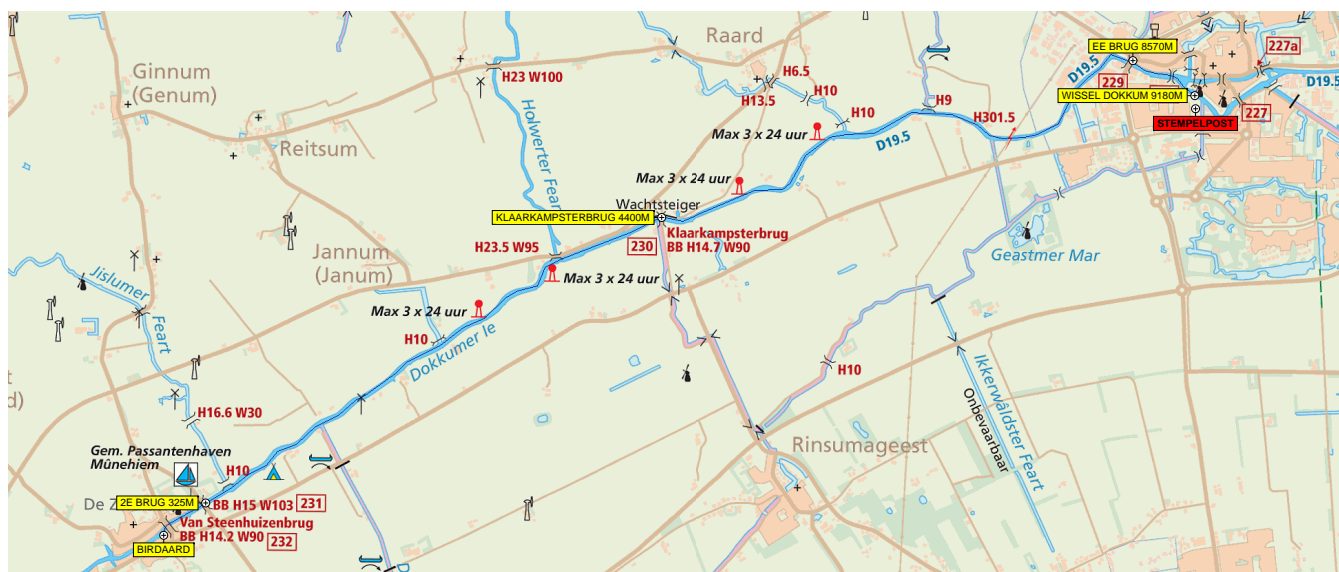 Raard
EE BRUG 8570M
227a
D19.5
229
D19.5
Ginnum
(Genum)
H23 W100
H6.5
H13.5
H10
WISSEL DOKKUM 9180M
227
STEMPELPOST
Holwerter Fear
H10
H9
H301.5
Max 3 x 24 uur
D19.5
Reitsum
Max 3 x 24 uur
Wachtsteiger
KLAARKAMPSTERBRUG 4400M
Klaarkampsterbrug
BB H14.7 W90
230
H23.5 W95
Jannum
(Janum)
Geastmer Mar
Max 3 x 24 uur
Jislumer
Feart
Max 3 x 24 uur
H10
Dokkumer Ie
H10
Ikkerwâldster Feart
Onbevaarbaar
H16.6 W30
d)
Rinsumageest
Gem. Passantenhaven
Mûnehiem
H10
De Z
2E BRUG 325M
BB H15 W103
231
Van Steenhuizenbrug
BB H14.2 W90
232
BIRDAARD
D